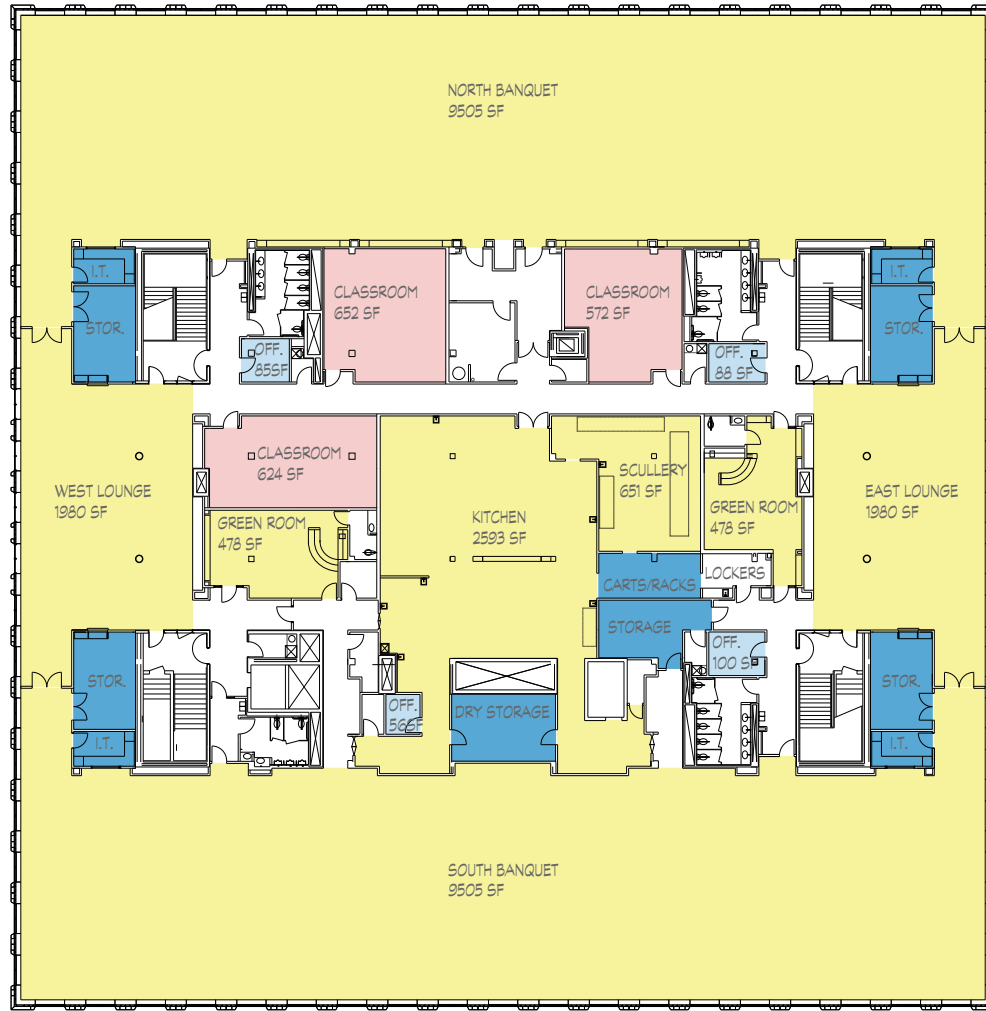 NORTH BANQUET
9505 SF
I.T.
STOR.
CLASSROOM
652 SF
OFF.
85SF
CLASSROOM
572 SF
OFF.
88 SF
I.T.
STOR.
WEST LOUNGE
1980 SF
CLASSROOM
624 SF
GREEN ROOM
478 SF
KITCHEN
2593 SF
SCULLERY
651 SF
GREEN ROOM
478 SF
EAST LOUNGE
1980 SF
CARTS/RACKS
LOCKERS
STORAGE
OFF.
100 SF
STOR.
I.T.
OFF.
56SF
DRY STORAGE
STOR.
I.T.
SOUTH BANQUET
9505 SF